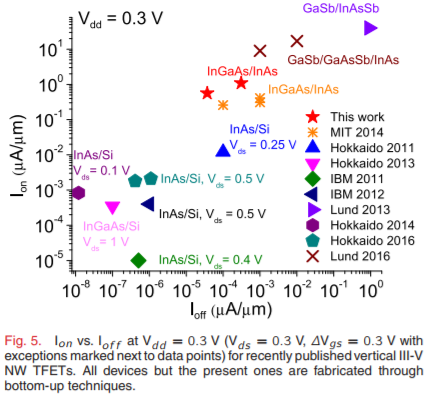 V_dd = 0.3 V
GaSb/InAsSb
GaSb/GaAsSb/InAs
InGaAs/InAs
InGaAs/InAs
InAs/Si
V_ds = 0.25 V
InAs/Si
V_ds = 0.1 V
InAs/Si, V_ds = 0.5 V
InAs/Si, V_ds = 0.5 V
InGaAs/Si
V_ds = 1 V
InAs/Si, V_ds = 0.4 V
This work
MIT 2014
Hokkaido 2011
Hokkaido 2013
IBM 2011
IBM 2012
Lund 2013
Hokkaido 2014
Hokkaido 2016
Lund 2016
I_on (μA/μm)
10^1
10^0
10^-1
10^-2
10^-3
10^-4
10^-5
10^-8 10^-7 10^-6 10^-5 10^-4 10^-3 10^-2 10^-1 10^0
I_off (μA/μm)
Fig. 5. I_on vs. I_off at V_dd = 0.3 V (V_ds = 0.3 V, ΔV_gs = 0.3 V with
exceptions marked next to data points) for recently published vertical III-V
NW TFETs. All devices but the present ones are fabricated through
bottom-up techniques.